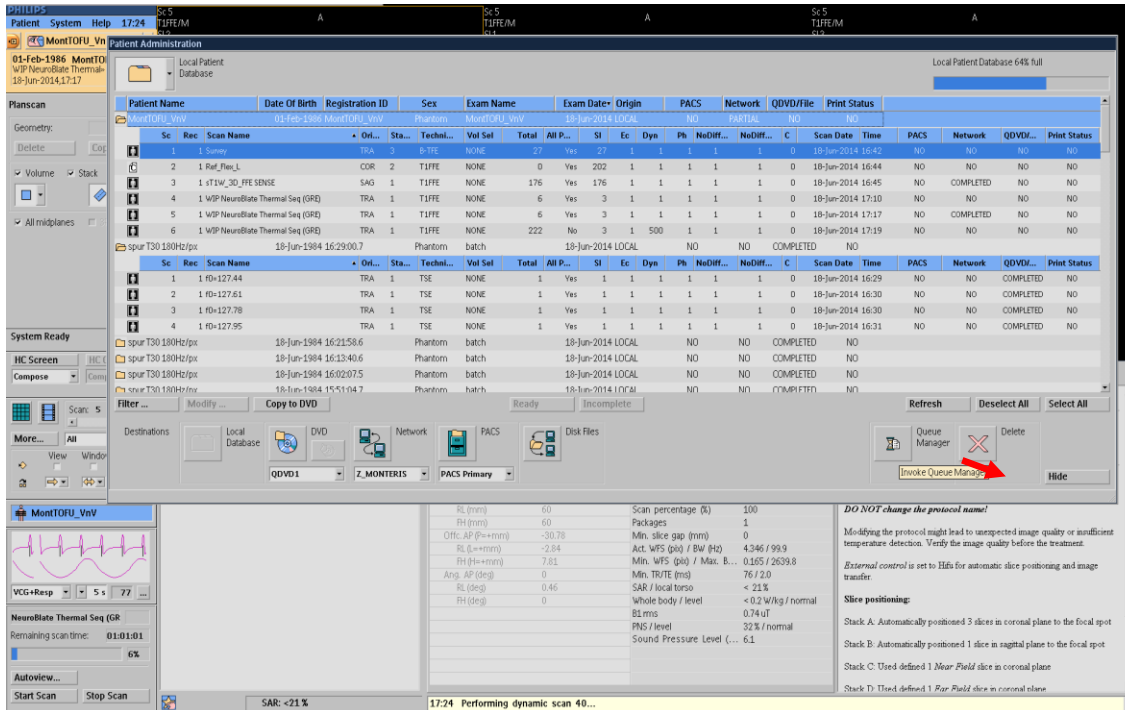 PHILIPS
Patient System Help 17:24
Sc 5
T1FFE/M
SL2
A
Sc 5
T1FFE/M
SL1
A
Sc 5
T1FFE/M
A
MontTOFU_Vn
01-Feb-1986 MontTO
WIP NeuroBlate Thermal=
18-Jun-2014,17:17
Patient Administration
Local Patient
Database
Local Patient Database 64% full
Planscan
Geometry:
Delete Cop
Volume Stack
All midplanes
Patient Name Date Of Birth Registration ID Sex Exam Name Exam Date Origin PACS Network QDVD/File Print Status
MontTOFU_VnV 01-Feb-1986 MontTOFU_VnV Phantom MontTOFU_VnV 18-Jun-2014 LOCAL NO PARTIAL NO NO
Sc Rec Scan Name Ori... Sta... Techni... Vol Sel Total All P... Sl Ec Dyn Ph NoDiff... NoDiff... C Scan Date Time PACS Network QDVD/... Print Status
1 1 Survey TRA 3 B-TFE NONE 27 Yes 27 1 1 1 1 1 0 18-Jun-2014 16:42 NO NO NO NO
2 1 Ref_Flex_L COR 2 T1FFE NONE 0 Yes 202 1 1 1 1 1 0 18-Jun-2014 16:44 NO NO NO NO
3 1 sT1W_3D_FFE SENSE SAG 1 T1FFE NONE 176 Yes 176 1 1 1 1 1 0 18-Jun-2014 16:45 NO COMPLETED NO NO
4 1 WIP NeuroBlate Thermal Seq (GRE) TRA 1 T1FFE NONE 6 Yes 3 1 1 1 1 1 0 18-Jun-2014 17:10 NO NO NO NO
5 1 WIP NeuroBlate Thermal Seq (GRE) TRA 1 T1FFE NONE 6 Yes 3 1 1 1 1 1 0 18-Jun-2014 17:17 NO COMPLETED NO NO
6 1 WIP NeuroBlate Thermal Seq (GRE) TRA 1 T1FFE NONE 222 No 3 1 500 1 1 1 0 18-Jun-2014 17:19 NO NO NO NO
spur T30 180Hz/px 18-Jun-1984 16:29:00.7 Phantom batch 18-Jun-2014 LOCAL NO NO COMPLETED NO
Sc Rec Scan Name Ori... Sta... Techni... Vol Sel Total All P... Sl Ec Dyn Ph NoDiff... NoDiff... C Scan Date Time PACS Network QDVD/... Print Status
1 1 f0=127.44 TRA 1 TSE NONE 1 Yes 1 1 1 1 1 1 0 18-Jun-2014 16:29 NO NO COMPLETED NO
2 1 f0=127.61 TRA 1 TSE NONE 1 Yes 1 1 1 1 1 1 0 18-Jun-2014 16:30 NO NO COMPLETED NO
3 1 f0=127.78 TRA 1 TSE NONE 1 Yes 1 1 1 1 1 1 0 18-Jun-2014 16:30 NO NO COMPLETED NO
4 1 f0=127.95 TRA 1 TSE NONE 1 Yes 1 1 1 1 1 1 0 18-Jun-2014 16:31 NO NO COMPLETED NO
spur T30 180Hz/px 18-Jun-1984 16:21:58.6 Phantom batch 18-Jun-2014 LOCAL NO NO COMPLETED NO
spur T30 180Hz/px 18-Jun-1984 16:13:40.6 Phantom batch 18-Jun-2014 LOCAL NO NO COMPLETED NO
spur T30 180Hz/px 18-Jun-1984 16:02:07.5 Phantom batch 18-Jun-2014 LOCAL NO NO COMPLETED NO
spur T30 180Hz/px 18-Jun-1984 15:51:04.7 Phantom batch 18-Jun-2014 LOCAL NO NO COMPLETED NO
Filter ... Modify ... Copy to DVD Ready Incomplete Refresh Deselect All Select All
Destinations
Local
Database
DVD
Network
PACS
Disk Files
Queue
Manager
Delete
QDVD1 Z_MONTERIS PACS Primary
Invoke Queue Manage
Hide
System Ready
HC Screen HC
Compose Comp
Scan: 5
More... All
View Windo
MontTOFU_VnV
VCG+Resp 5 s 77 ...
NeuroBlate Thermal Seq (GR
Remaining scan time: 01:01:01
6%
Autoview...
Start Scan Stop Scan
RL (mm) 60
FH (mm) 60
Offc. AP (P=+mm) -30.78
RL (L=+mm) -2.84
FH (H=+mm) 7.81
Ang. AP (deg) 0
RL (deg) 0.46
FH (deg) 0
Scan percentage (%) 100
Packages 1
Min. slice gap (mm) 0
Act. WFS (pix) / BW (Hz) 4.346 / 99.9
Min. WFS (pix) / Max. B... 0.165 / 2639.8
Min. TR/TE (ms) 7.6 / 2.0
SAR / local torso < 21%
Whole body / level < 0.2 W/kg / normal
B1 rms 0.74 uT
PNS / level 32 % / normal
Sound Pressure Level (... 6.1
DO NOT change the protocol name!
Modifying the protocol might lead to unexpected image quality or insufficient
temperature detection. Verify the image quality before the treatment.
External control is set to Hifu for automatic slice positioning and image
transfer.
Slice positioning:
Stack A: Automatically positioned 3 slices in coronal plane to the focal spot
Stack B: Automatically positioned 1 slice in sagittal plane to the focal spot
Stack C: Used defined 1 Near Field slice in coronal plane
Stack D: Used defined 1 Far Field slice in coronal plane
SAR: <21 %
17:24 Performing dynamic scan 40...